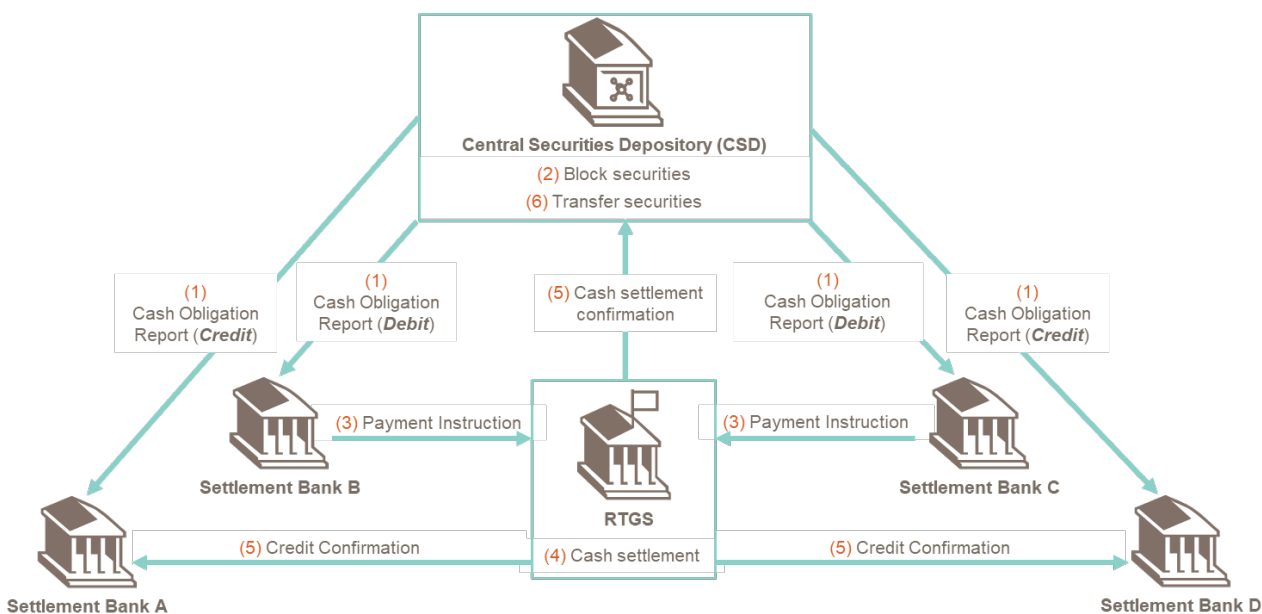 Central Securities Depository (CSD)
(2) Block securities
(6) Transfer securities
(1)
Cash Obligation
Report (Credit)
(1)
Cash Obligation
Report (Debit)
(5) Cash settlement
confirmation
(1)
Cash Obligation
Report (Debit)
(1)
Cash Obligation
Report (Credit)
(3) Payment Instruction
(3) Payment Instruction
Settlement Bank B
Settlement Bank C
RTGS
(5) Credit Confirmation
(4) Cash settlement
(5) Credit Confirmation
Settlement Bank A
Settlement Bank D